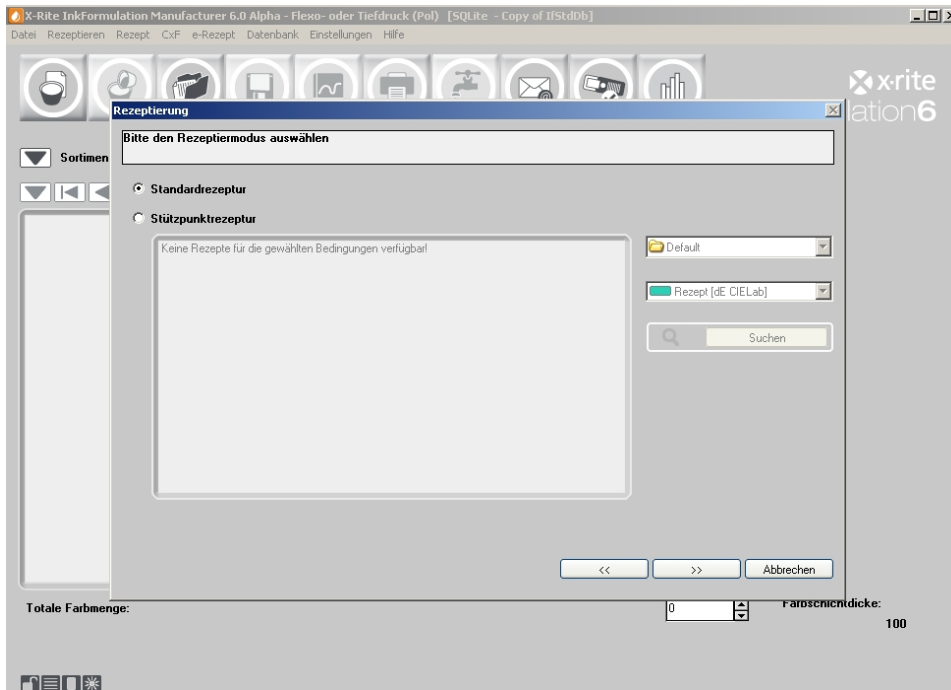 X-Rite InkFormulation Manufacturer 6.0 Alpha - Flexo- oder Tiefdruck (Pol) [SQLite - Copy of IfStdDb]
Datei Rezeptieren Rezept CxF e-Rezept Datenbank Einstellungen Hilfe
x-rite
ation6
Rezeptierung
Bitte den Rezeptiermodus auswählen
Sortimen
Standardrezeptur
Stützpunktrezeptur
Keine Rezepte für die gewählten Bedingungen verfügbar!
Default
Rezept [dE CIELab]
Suchen
<< >> Abbrechen
Totale Farbmenge: 0 Farbschichtdicke:
100